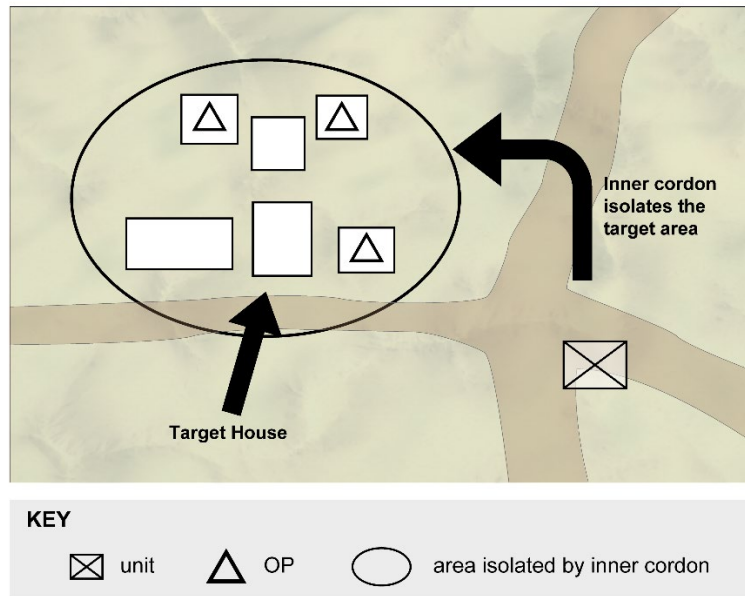 Inner cordon
isolates the
target area
Target House
KEY
unit
OP
area isolated by inner cordon